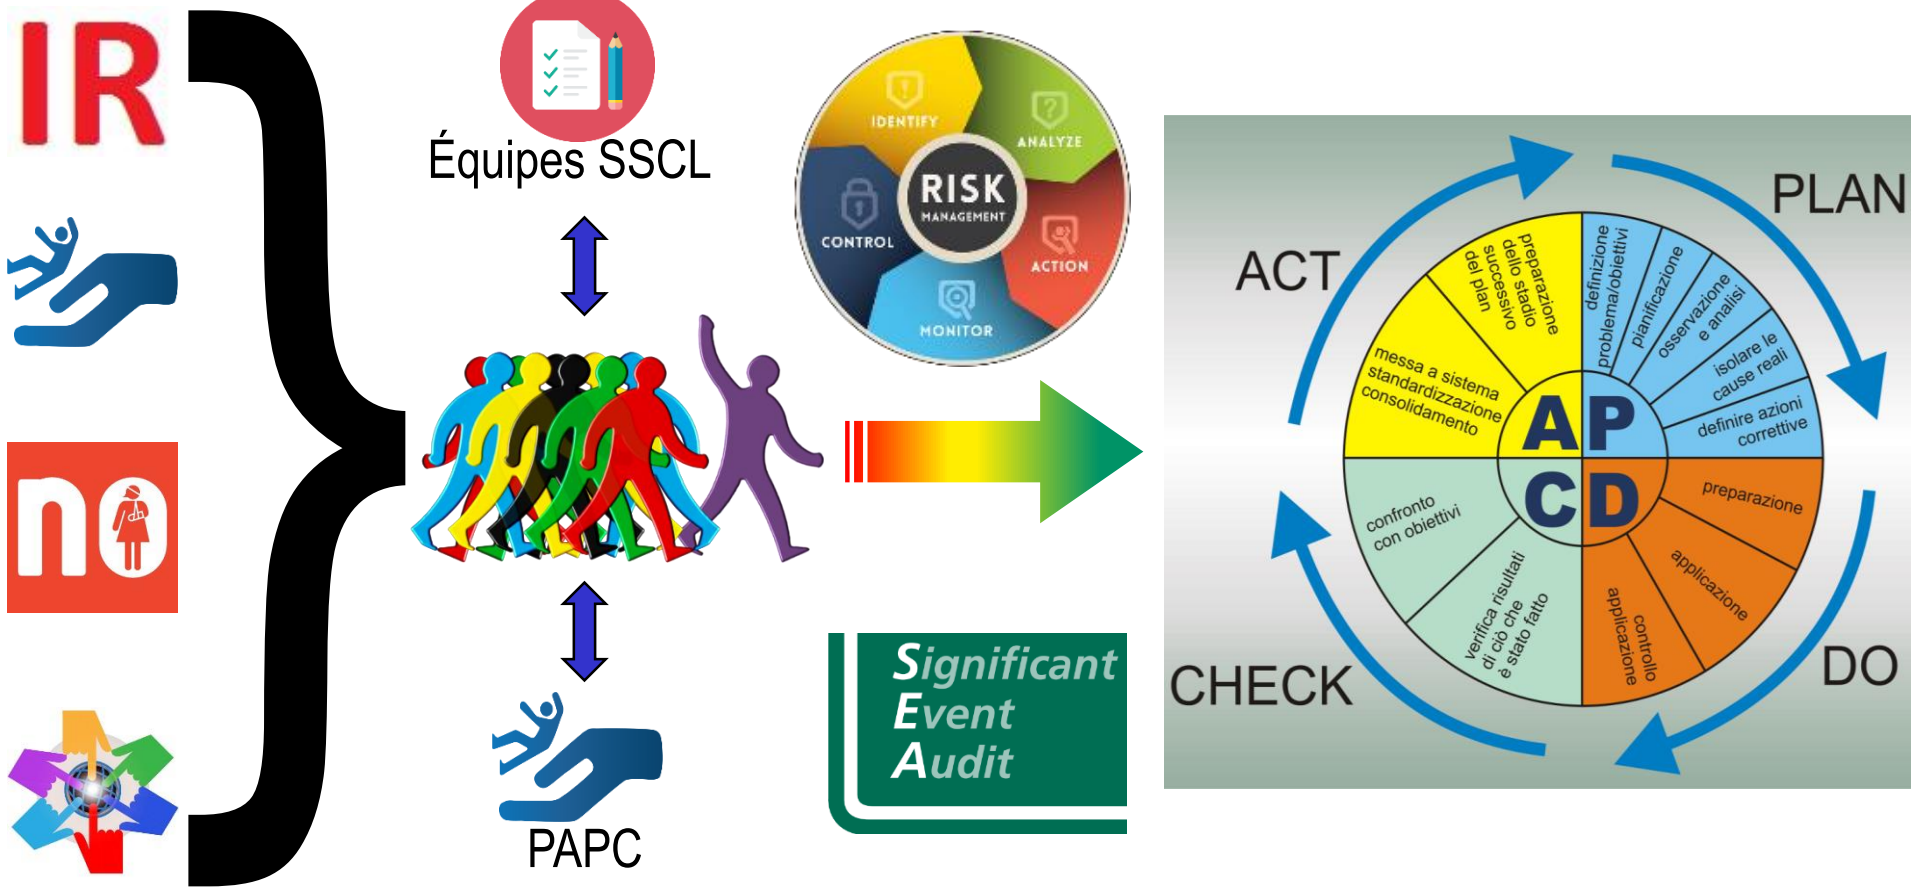 IR
no
Équipes SSCL
PAPC
IDENTIFY
ANALYZE
ACTION
MONITOR
CONTROL
RISK
MANAGEMENT
Significant
Event
Audit
PLAN
DO
CHECK
ACT
A P
C D
definizione
problema/obiettivi
pianificazione
osservazione
e analisi
isolare le
cause reali
definire azioni
correttive
preparazione
applicazione
controllo
applicazione
verifica risultati
di ciò che
è stato fatto
confronto
con obiettivi
messa a sistema
standardizzazione
consolidamento
preparazione
dello stadio
successivo
del plan